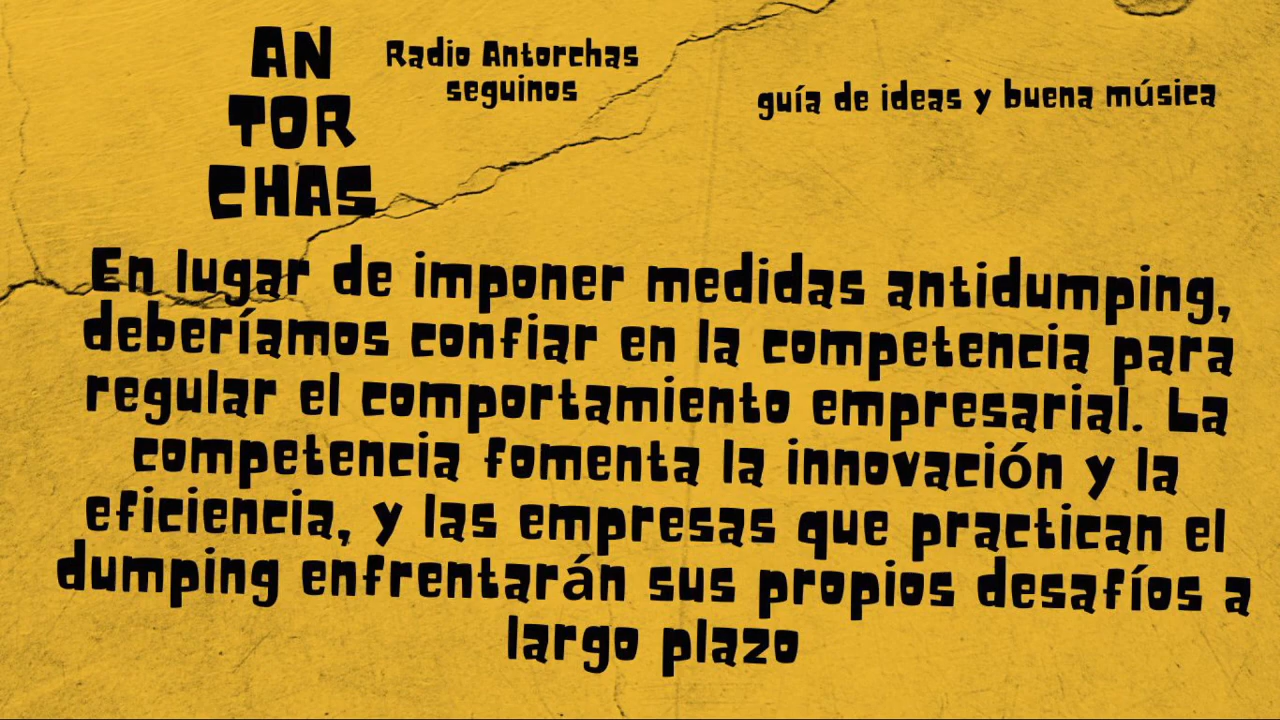 AN
TOR
CHAS
Radio Antorchas
seguinos
guía de ideas y buena música
En lugar de imponer medidas antidumping,
deberíamos confiar en la competencia para
regular el comportamiento empresarial. La
competencia fomenta la innovación y la
eficiencia, y las empresas que practican el
dumping enfrentarán sus propios desafíos a
largo plazo